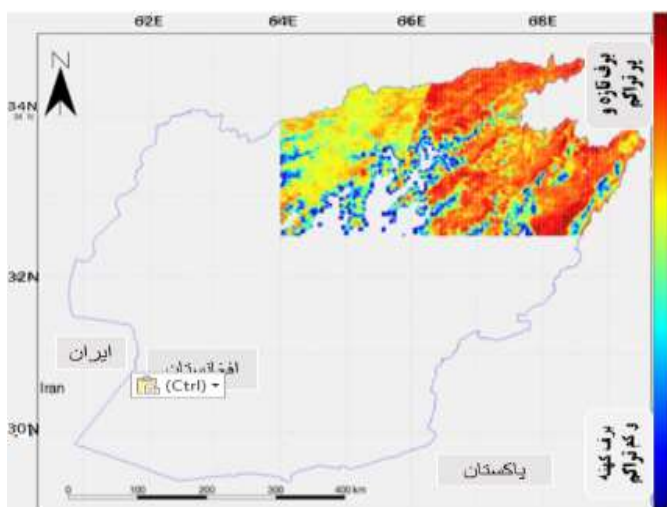 62E 64E 66E 68E
N
34N
32N
30N
برف تازه و
پر تراکم
برف کهنه
و کم تراکم
ایران
Iran
افغانستان
(Ctrl)
پاکستان
0 100 200 300 400 km